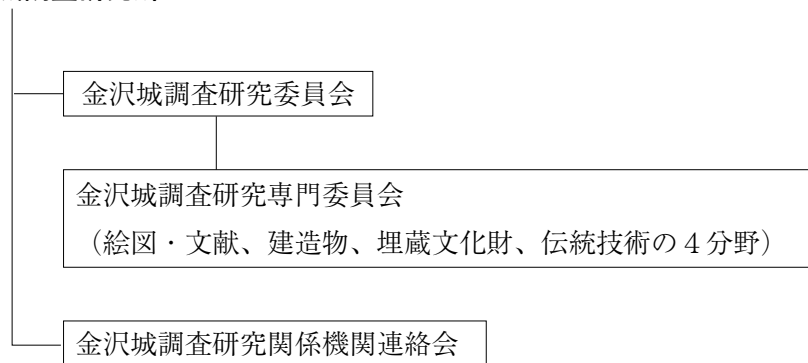 金沢城調査研究委員会
金沢城調査研究専門委員会
（絵図・文献、建造物、埋蔵文化財、伝統技術の４分野）
金沢城調査研究関係機関連絡会